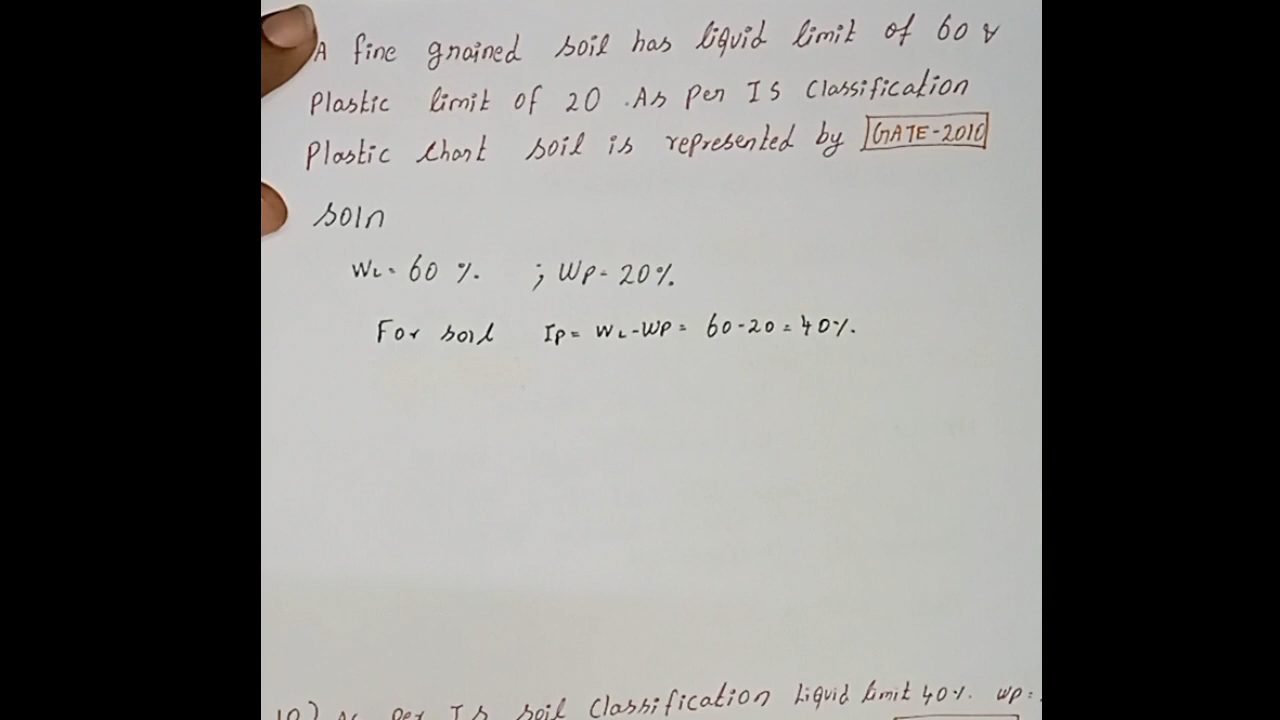 A fine grained soil has liquid limit of 60 &
Plastic limit of 20 . As per IS Classification
Plastic Chart soil is represented by GATE-2010
Soln
WL = 60 % ; WP = 20%.
For soil IP = WL-WP = 60-20 = 40%.
10) As Per IS soil Classification Liquid limit 40%. WP =